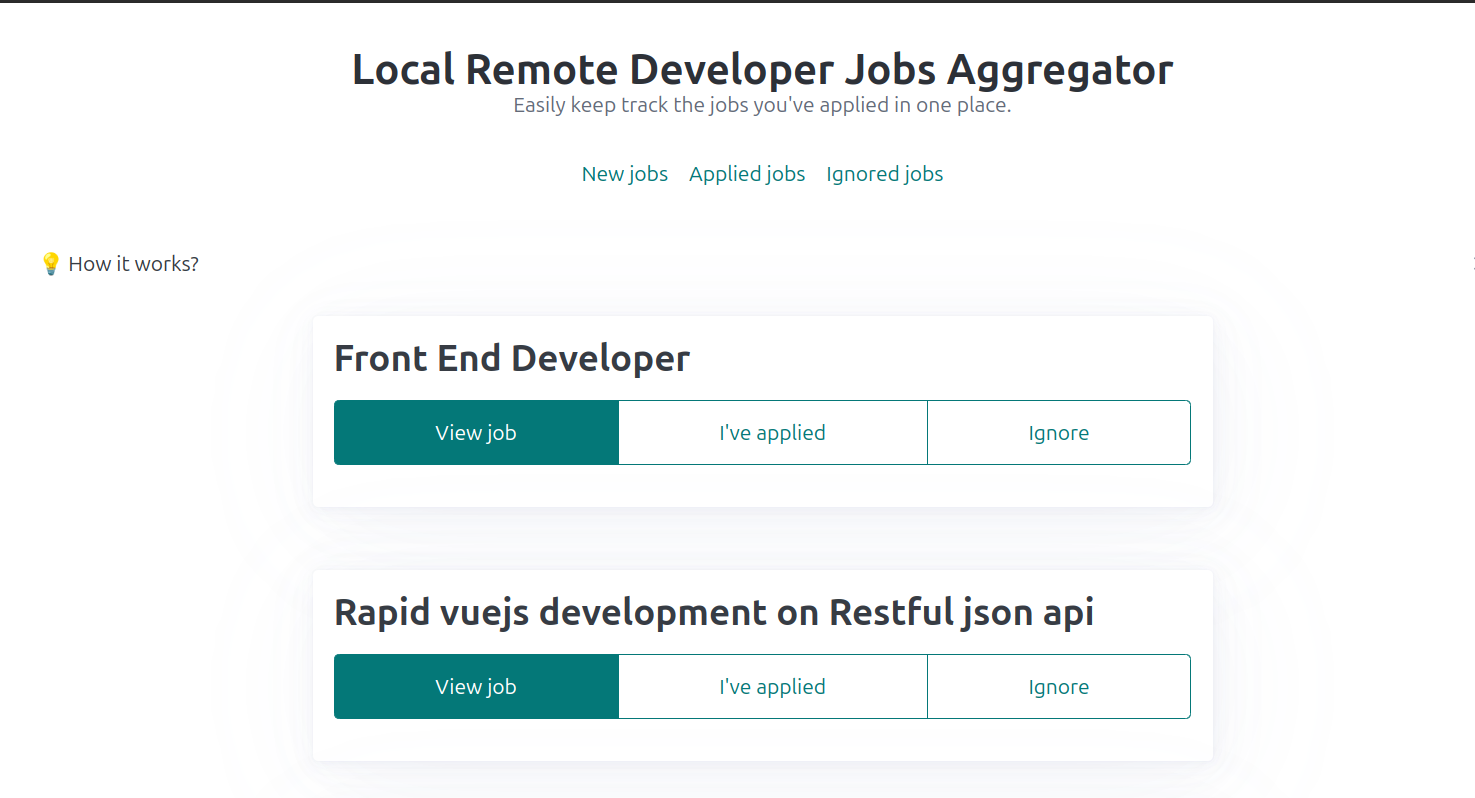 Local Remote Developer Jobs Aggregator
Easily keep track the jobs you've applied in one place.
New jobs Applied jobs Ignored jobs
💡 How it works?
Front End Developer
View job I've applied Ignore
Rapid vuejs development on Restful json api
View job I've applied Ignore